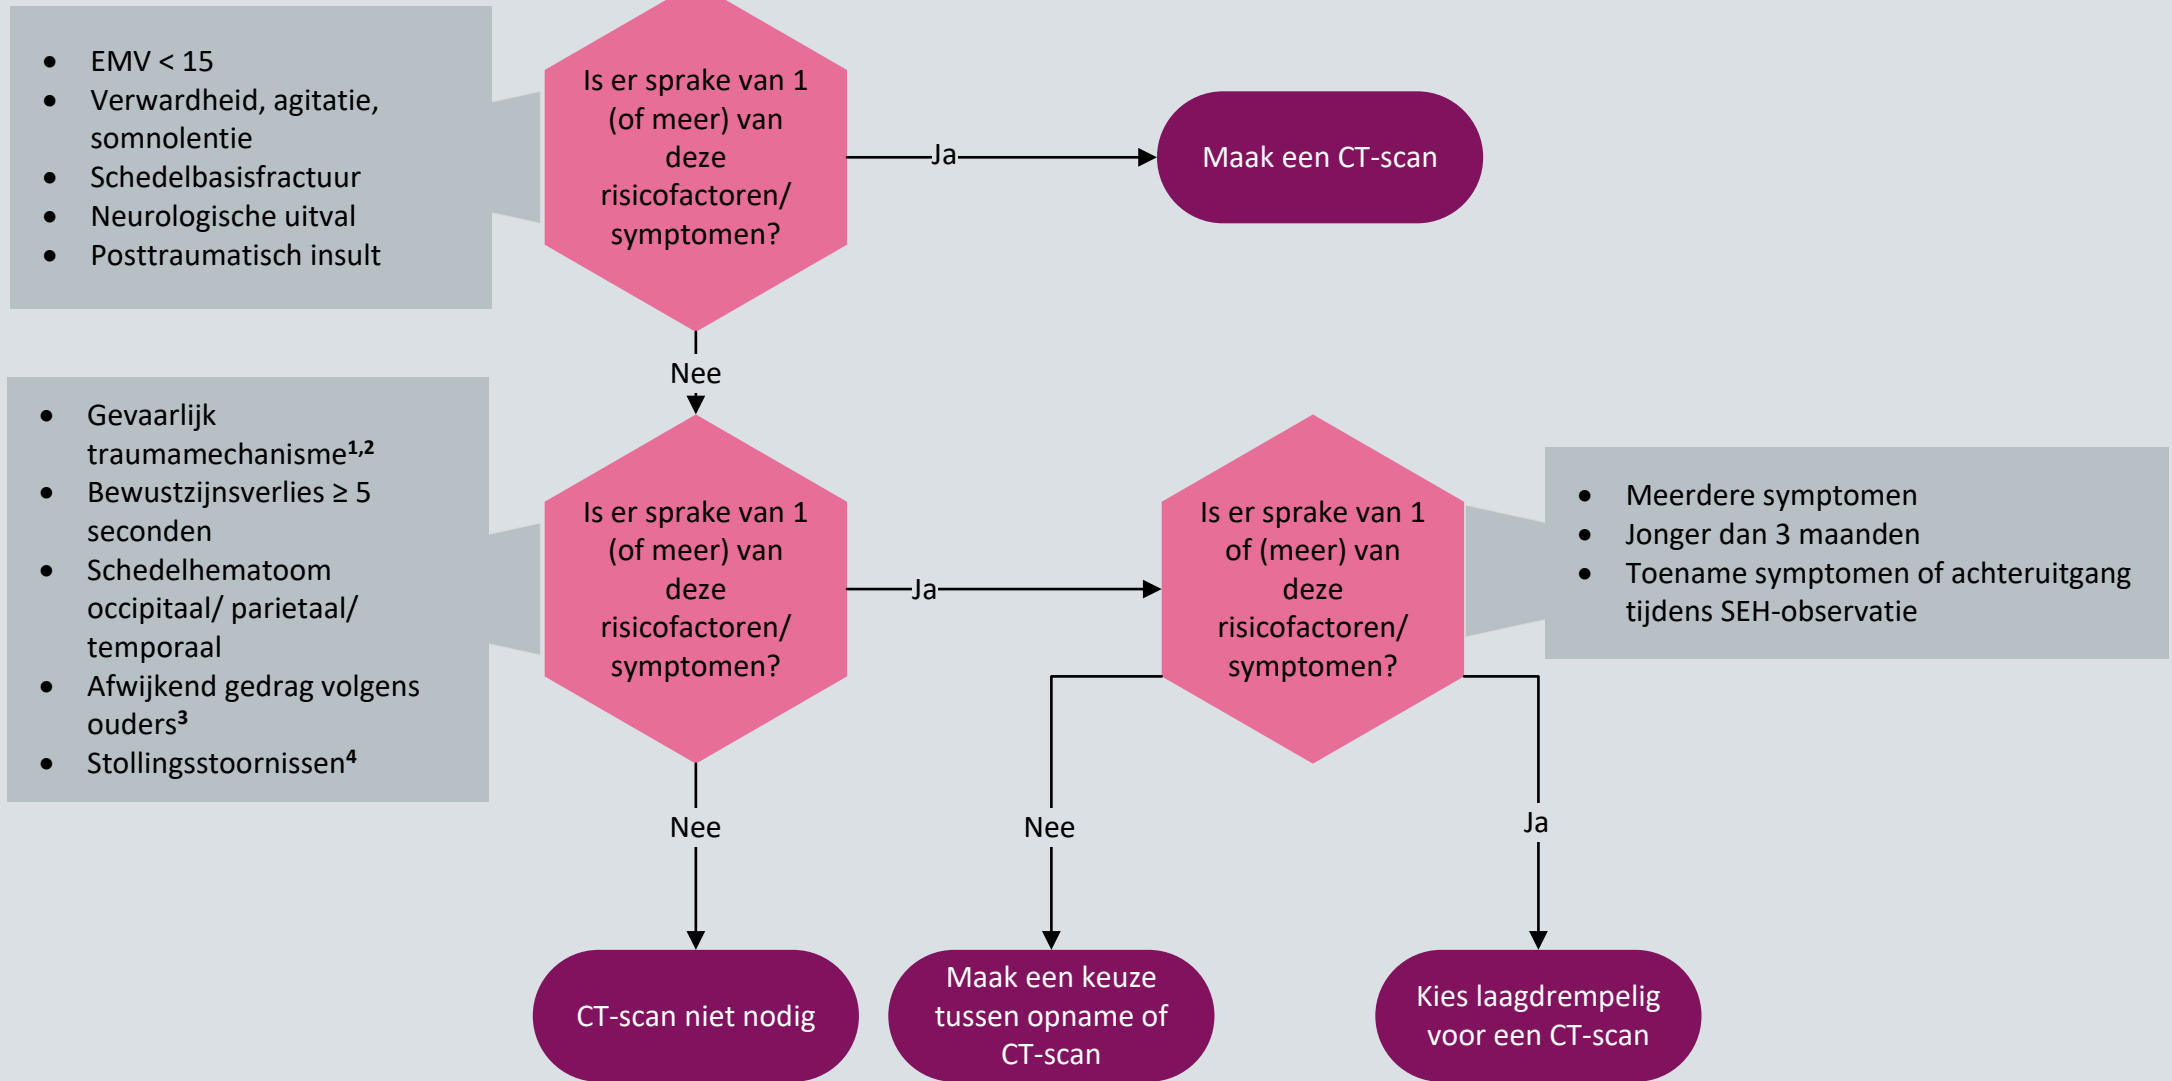 • EMV < 15
• Verwardheid, agitatie,
somnolentie
• Schedelbasisfractuur
• Neurologische uitval
• Posttraumatisch insult
Is er sprake van 1
(of meer) van
deze
risicofactoren/
symptomen?
Ja
Maak een CT-scan
Nee
• Gevaarlijk
traumamechanisme¹,²
• Bewustzijnsverlies ≥ 5
seconden
• Schedelhematoom
occipitaal/ parietaal/
temporaal
• Afwijkend gedrag volgens
ouders³
• Stollingsstoornissen⁴
Is er sprake van 1
(of meer) van
deze
risicofactoren/
symptomen?
Ja
Is er sprake van 1
of (meer) van
deze
risicofactoren/
symptomen?
• Meerdere symptomen
• Jonger dan 3 maanden
• Toename symptomen of achteruitgang
tijdens SEH-observatie
Nee
Nee
Ja
CT-scan niet nodig
Maak een keuze
tussen opname of
CT-scan
Kies laagdrempelig
voor een CT-scan